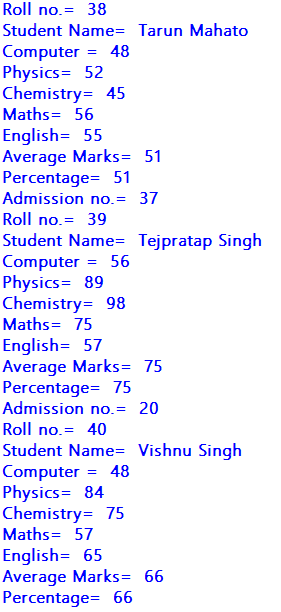 Roll no.= 38
Student Name= Tarun Mahato
Computer = 48
Physics= 52
Chemistry= 45
Maths= 56
English= 55
Average Marks= 51
Percentage= 51
Admission no.= 37
Roll no.= 39
Student Name= Tejpratap Singh
Computer = 56
Physics= 89
Chemistry= 98
Maths= 75
English= 57
Average Marks= 75
Percentage= 75
Admission no.= 20
Roll no.= 40
Student Name= Vishnu Singh
Computer = 48
Physics= 84
Chemistry= 75
Maths= 57
English= 65
Average Marks= 66
Percentage= 66